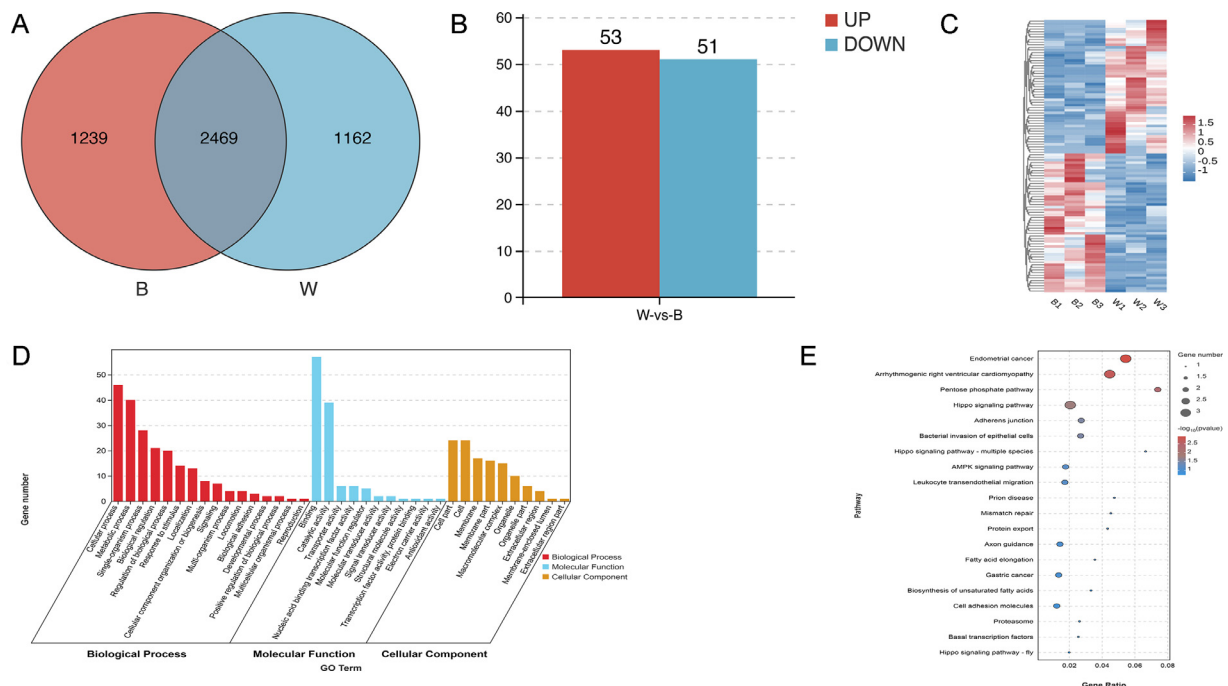 A
1239
2469
1162
B
W
B
60
50
40
30
20
10
0
53
51
W-vs-B
UP
DOWN
C
1.5
1
0.5
0
-0.5
-1
B1
B2
B3
W1
W2
W3
D
Gene number
50
40
30
20
10
0
Cellular process
Metabolic process
Single-organism process
Biological regulation
Regulation of biological process
Response to stimulus
Localization
Cellular component organization or biogenesis
Signaling
Multi-organism process
Locomotion
Biological adhesion
Developmental process
Positive regulation of biological process
Multicellular organismal process
Reproduction
Binding
Catalytic activity
Transporter activity
Nucleic acid binding transcription factor activity
Molecular function regulator
Molecular transducer activity
Signal transducer activity
Structural molecule activity
Transcription factor activity, protein binding
Electron carrier activity
Antioxidant activity
Cell part
Cell
Membrane
Membrane part
Macromolecular complex
Organelle
Organelle part
Extracellular region
Membrane-enclosed lumen
Extracellular region part
Biological Process
Molecular Function
Cellular Component
Biological Process
Molecular Function
Cellular Component
GO Term
E
Pathway
Endometrial cancer
Arrhythmogenic right ventricular cardiomyopathy
Pentose phosphate pathway
Hippo signaling pathway
Adherens junction
Bacterial invasion of epithelial cells
Hippo signaling pathway - multiple species
AMPK signaling pathway
Leukocyte transendothelial migration
Prion disease
Mismatch repair
Protein export
Axon guidance
Fatty acid elongation
Gastric cancer
Biosynthesis of unsaturated fatty acids
Cell adhesion molecules
Proteasome
Basal transcription factors
Hippo signaling pathway - fly
0.02
0.04
0.06
0.08
Gene Ratio
Gene number
1
1.5
2
2.5
3
-log₁₀(pvalue)
2.5
2
1.5
1